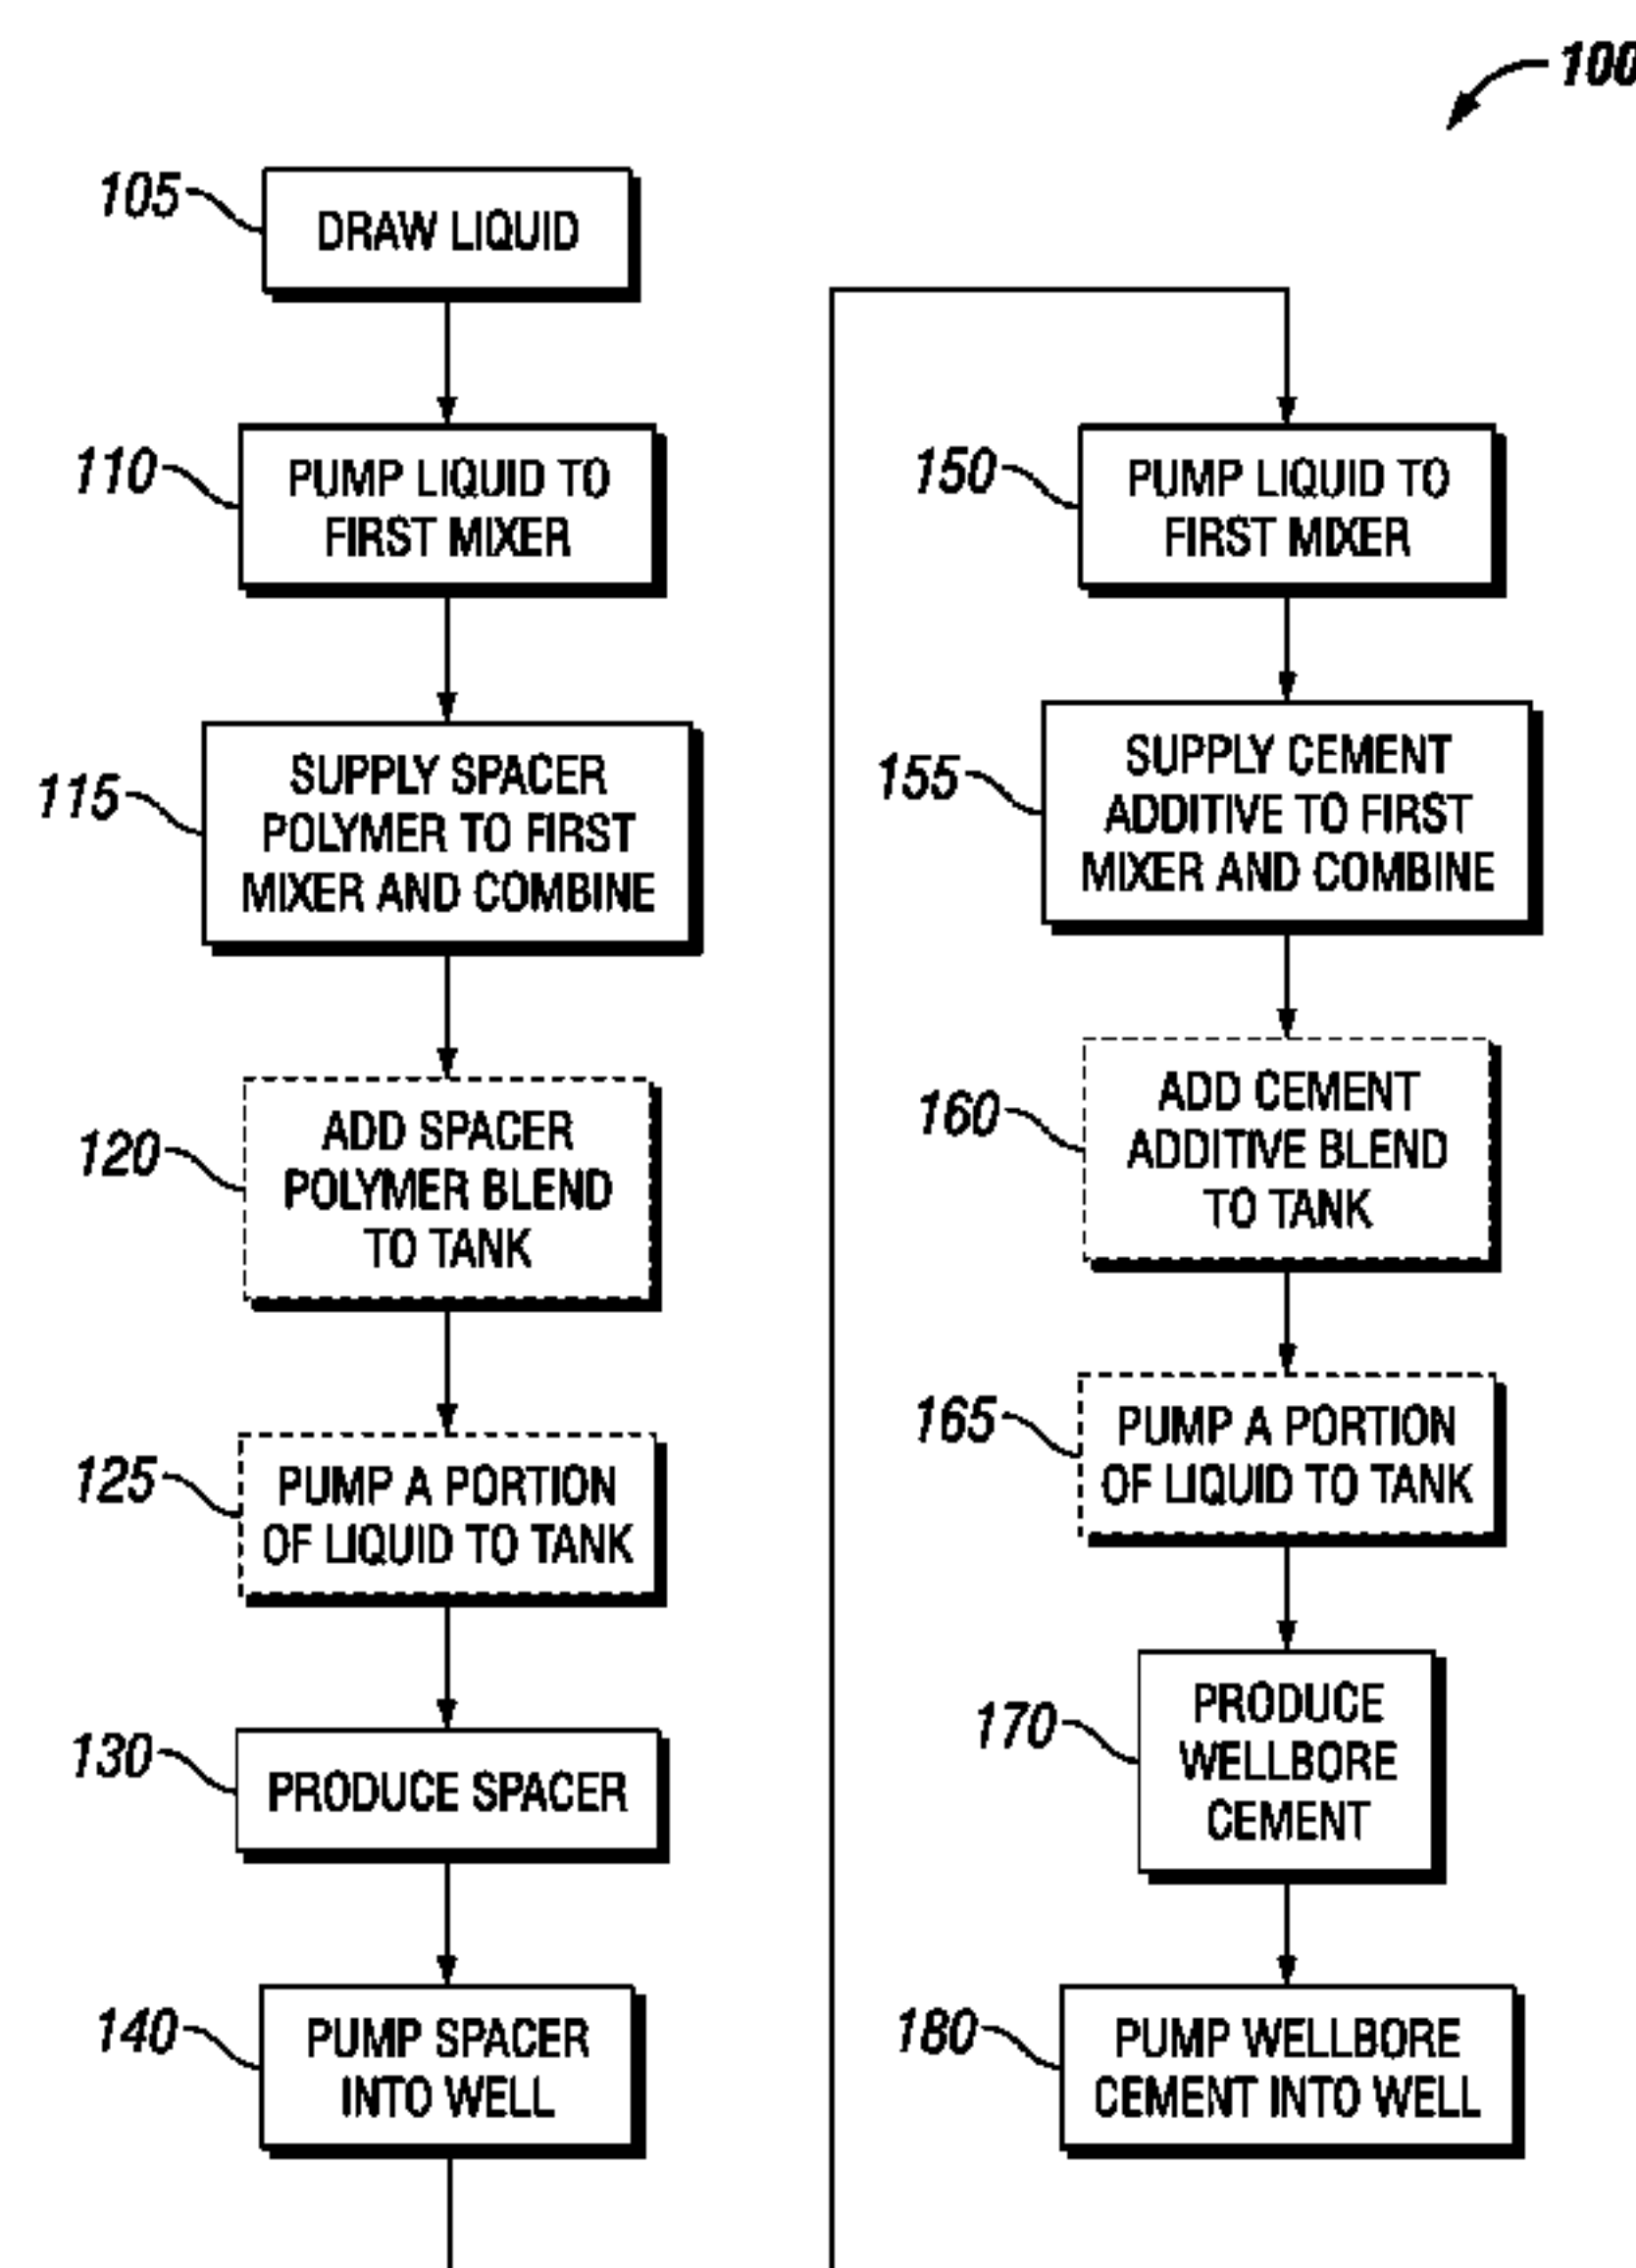 100
105
DRAW LIQUID
110
PUMP LIQUID TO
FIRST MIXER
115
SUPPLY SPACER
POLYMER TO FIRST
MIXER AND COMBINE
120
ADD SPACER
POLYMER BLEND
TO TANK
125
PUMP A PORTION
OF LIQUID TO TANK
130
PRODUCE SPACER
140
PUMP SPACER
INTO WELL
150
PUMP LIQUID TO
FIRST MIXER
155
SUPPLY CEMENT
ADDITIVE TO FIRST
MIXER AND COMBINE
160
ADD CEMENT
ADDITIVE BLEND
TO TANK
165
PUMP A PORTION
OF LIQUID TO TANK
170
PRODUCE
WELLBORE
CEMENT
180
PUMP WELLBORE
CEMENT INTO WELL